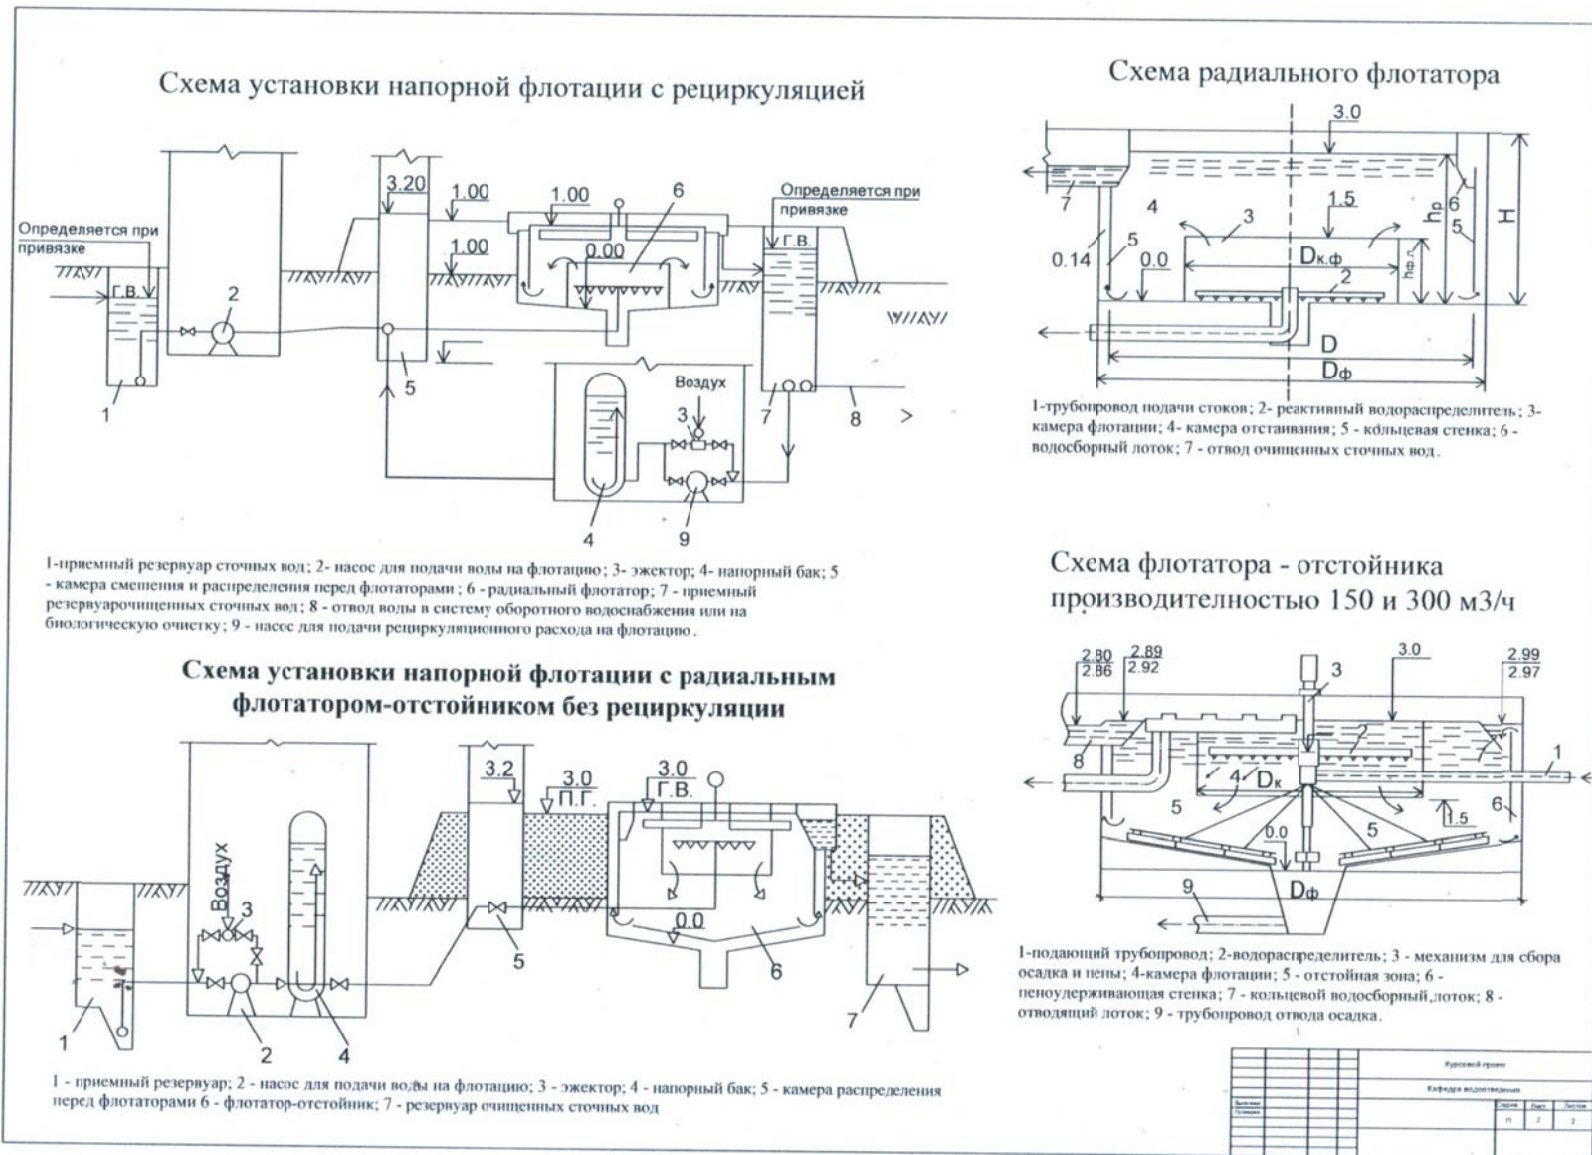 Схема установки напорной флотации с рециркуляцией
3.20
1.00
1.00
6
Определяется при
привязке
Определяется при
привязке
1.00
0.00
Г.В.
Г.В.
2
1
5
Воздух
3
7
8
4
9
1-приемный резервуар сточных вод; 2- насос для подачи воды на флотацию; 3- эжектор; 4- напорный бак; 5
- камера смешения и распределения перед флотаторами; 6 -радиальный флотатор; 7 - приемный
резервуарочищенных сточных вод; 8 - отвод воды в систему оборотного водоснабжения или на
биологическую очистку; 9 - насос для подачи рециркуляционного расхода на флотацию.
Схема установки напорной флотации с радиальным
флотатором-отстойником без рециркуляции
3.2
3.0
П.Г.
3.0
Г.В.
Воздух
3
0.0
5
6
1
2
4
7
1 - приемный резервуар; 2 - насос для подачи воды на флотацию; 3 - эжектор; 4 - напорный бак; 5 - камера распределения
перед флотаторами 6 - флотатор-отстойник; 7 - резервуар очищенных сточных вод
Схема радиального флотатора
3.0
7
4
3
1.5
hр
6
5
H
0.14
5
0.0
Dк.ф
hф.л.
2
D
Dф
1-трубопровод подачи стоков; 2- реактивный водораспределитель; 3-
камера флотации; 4- камера отстаивания; 5 - кольцевая стенка; 6 -
водосборный лоток; 7 - отвод очищенных сточных вод.
Схема флотатора - отстойника
производителностью 150 и 300 м3/ч
2.80
2.86
2.89
2.92
3
3.0
2.99
2.97
8
2
7
1
4
Dк
5
6
1.5
0.0
5
9
Dф
1-подающий трубопровод; 2-водораспределитель; 3 - механизм для сбора
осадка и пены; 4-камера флотации; 5 - отстойная зона; 6 -
пеноудерживающая стенка; 7 - кольцевой водосборный лоток; 8 -
отводящий лоток; 9 - трубопровод отвода осадка.
Курсовой проект
Кафедра водоотведения
Стадия Лист Листов
П 2 2